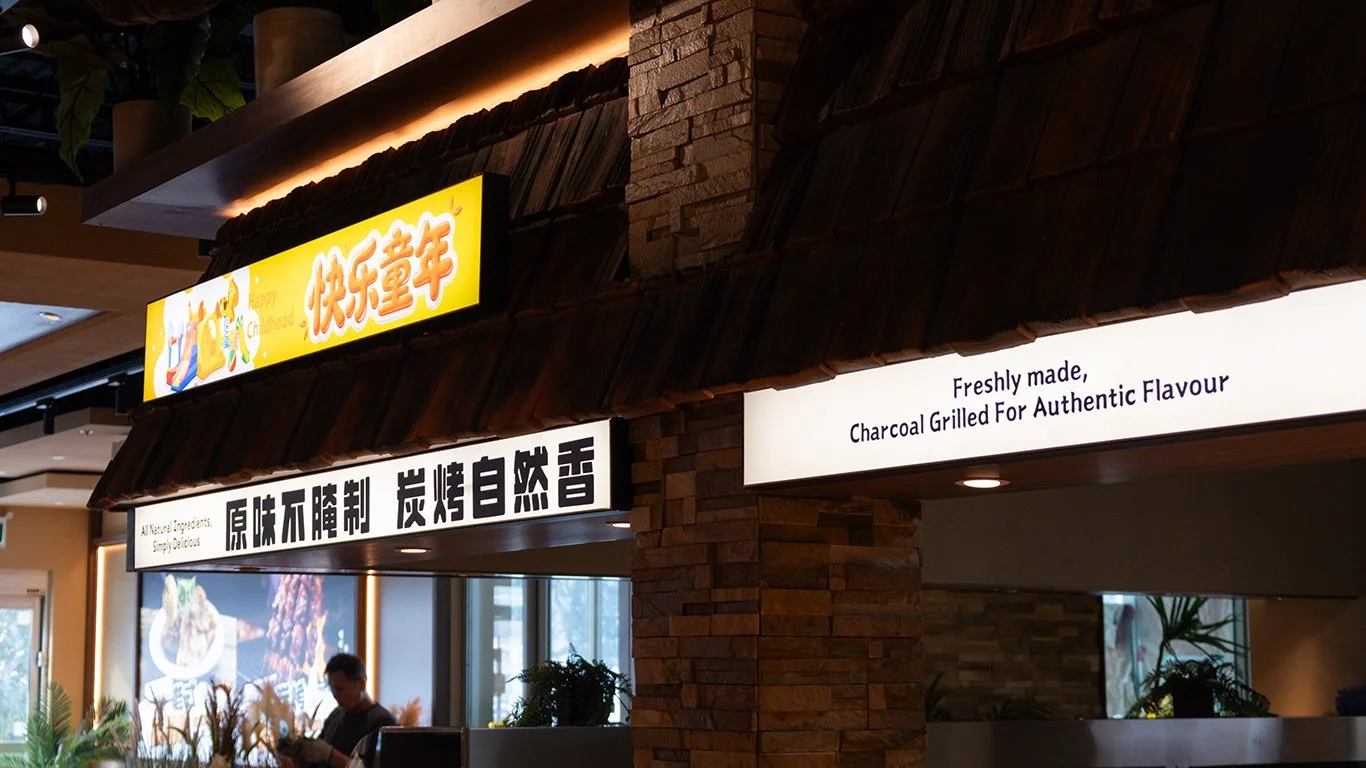 Happy
Childhood
快乐童年
All Natural Ingredients,
Simply Delicious
原味不腌制 炭烤自然香
Freshly made,
Charcoal Grilled For Authentic Flavour